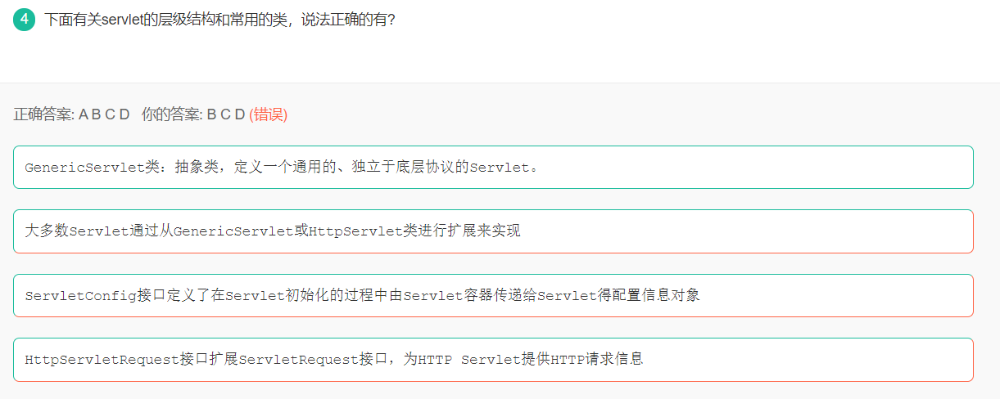 4 下面有关servlet的层级结构和常用的类，说法正确的有?
正确答案: A B C D 你的答案: B C D (错误)
GenericServlet类：抽象类，定义一个通用的、独立于底层协议的Servlet。
大多数Servlet通过从GenericServlet或HttpServlet类进行扩展来实现
ServletConfig接口定义了在Servlet初始化的过程中由Servlet容器传递给Servlet得配置信息对象
HttpServletRequest接口扩展ServletRequest接口，为HTTP Servlet提供HTTP请求信息